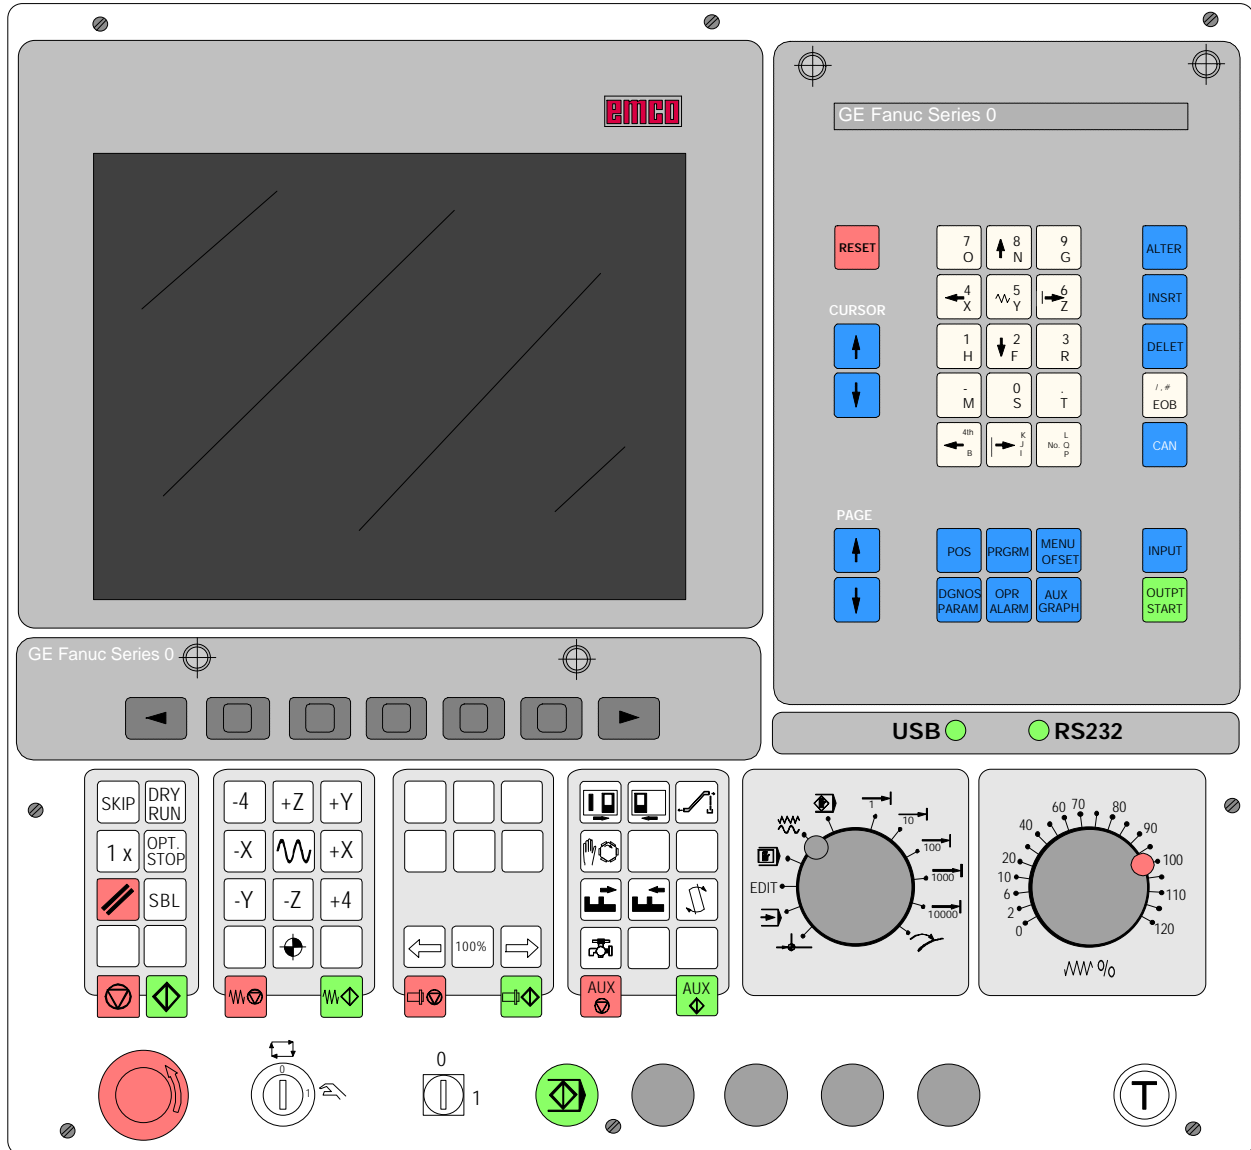 emco
GE Fanuc Series 0
RESET
7
O
8
N
9
G
ALTER
4
X
5
Y
6
Z
INSRT
CURSOR
1
H
2
F
3
R
DELET
-
M
0
S
.
T
/ . #
EOB
4th
B
K
J
I
No.
L
Q
P
CAN
PAGE
POS
PRGRM
MENU
OFSET
INPUT
DGNOS
PARAM
OPR
ALARM
AUX
GRAPH
OUTPT
START
GE Fanuc Series 0
USB
RS232
SKIP
DRY
RUN
-4
+Z
+Y
1 x
OPT.
STOP
-X
+X
SBL
-Y
-Z
+4
100%
AUX
AUX
1
10
100
1000
10000
EDIT
0
2
6
10
20
40
60
70
80
90
100
110
120
%
0
1
0
1
T